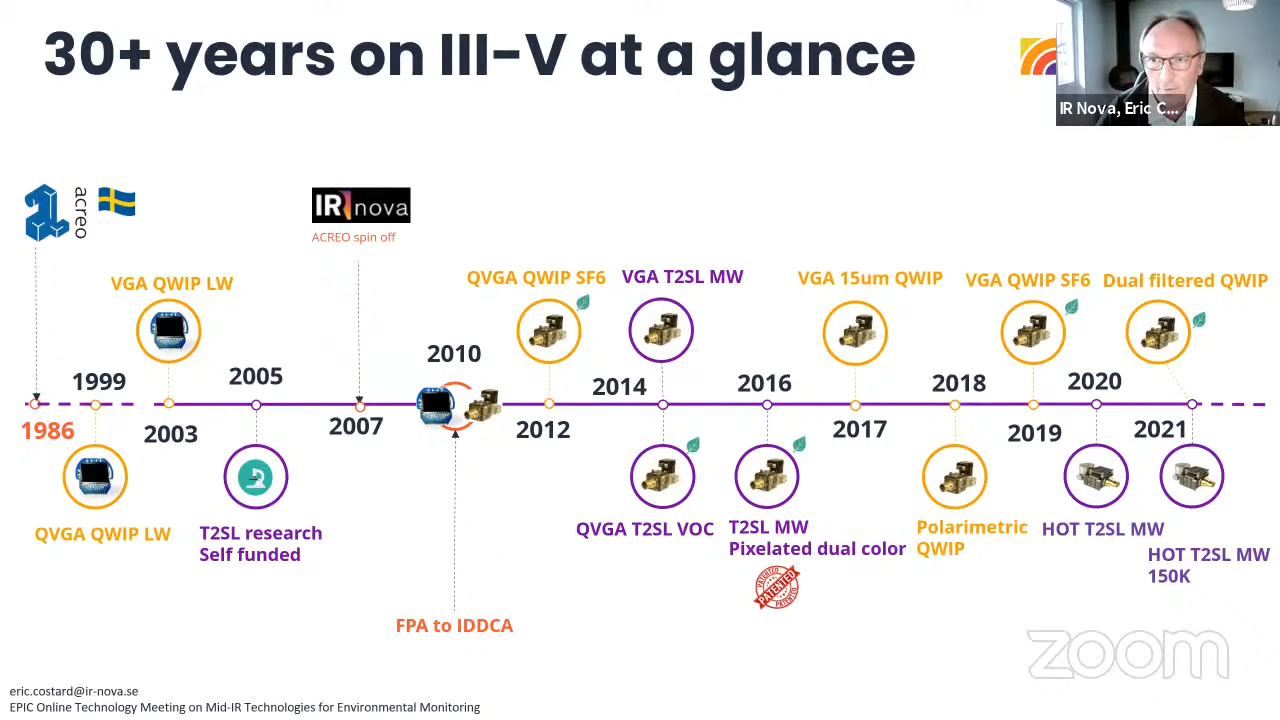 30+ years on III-V at a glance
IR Nova, Eric C...
acreo
IRnova
ACREO spin off
VGA QWIP LW
QVGA QWIP SF6
VGA T2SL MW
VGA 15um QWIP
VGA QWIP SF6
Dual filtered QWIP
1999
2005
2010
2014
2016
2018
2020
1986
2003
2007
2012
2017
2019
2021
QVGA QWIP LW
T2SL research
Self funded
QVGA T2SL VOC
T2SL MW
Pixelated dual color
Polarimetric
QWIP
HOT T2SL MW
HOT T2SL MW
150K
PATENTED
PATENTED
PATENTED
FPA to IDDCA
zoom
eric.costard@ir-nova.se
EPIC Online Technology Meeting on Mid-IR Technologies for Environmental Monitoring